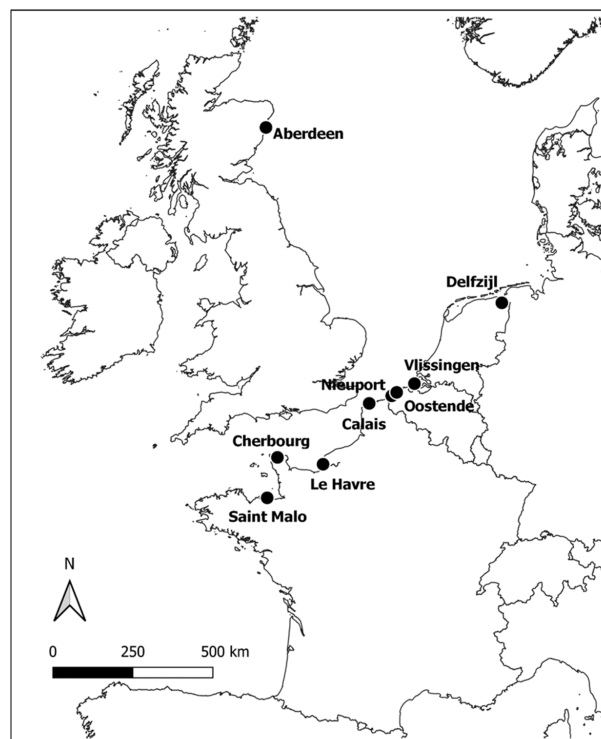 Aberdeen
Delfzijl
Vlissingen
Nieuport
Oostende
Calais
Cherbourg
Le Havre
Saint Malo
N
0 250 500 km